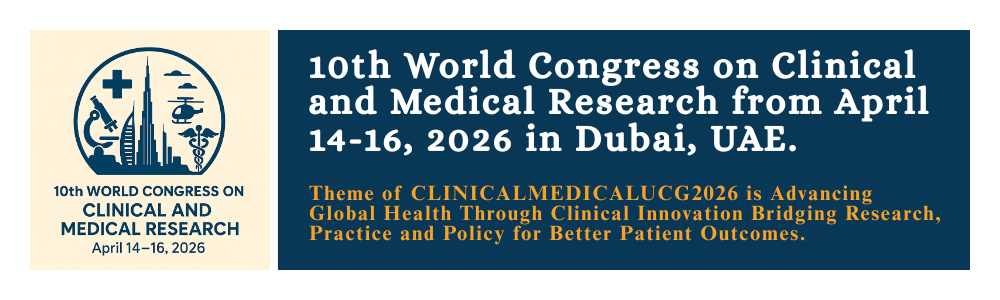 10th WORLD CONGRESS ON
CLINICAL AND
MEDICAL RESEARCH
April 14–16, 2026
10th World Congress on Clinical
and Medical Research from April
14-16, 2026 in Dubai, UAE.
Theme of CLINICALMEDICALUCG2026 is Advancing
Global Health Through Clinical Innovation Bridging Research,
Practice and Policy for Better Patient Outcomes.